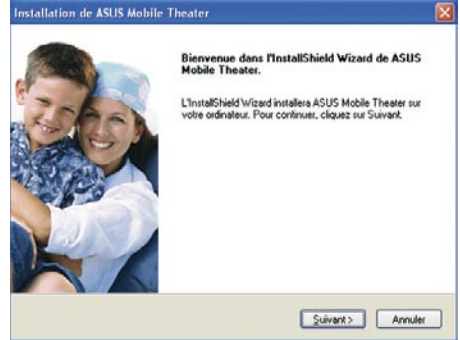 Installation de ASUS Mobile Theater
Bienvenue dans l'InstallShield Wizard de ASUS
Mobile Theater.
L'InstallShield Wizard installera ASUS Mobile Theater sur
votre ordinateur. Pour continuer, cliquez sur Suivant.
Suivant >
Annuler